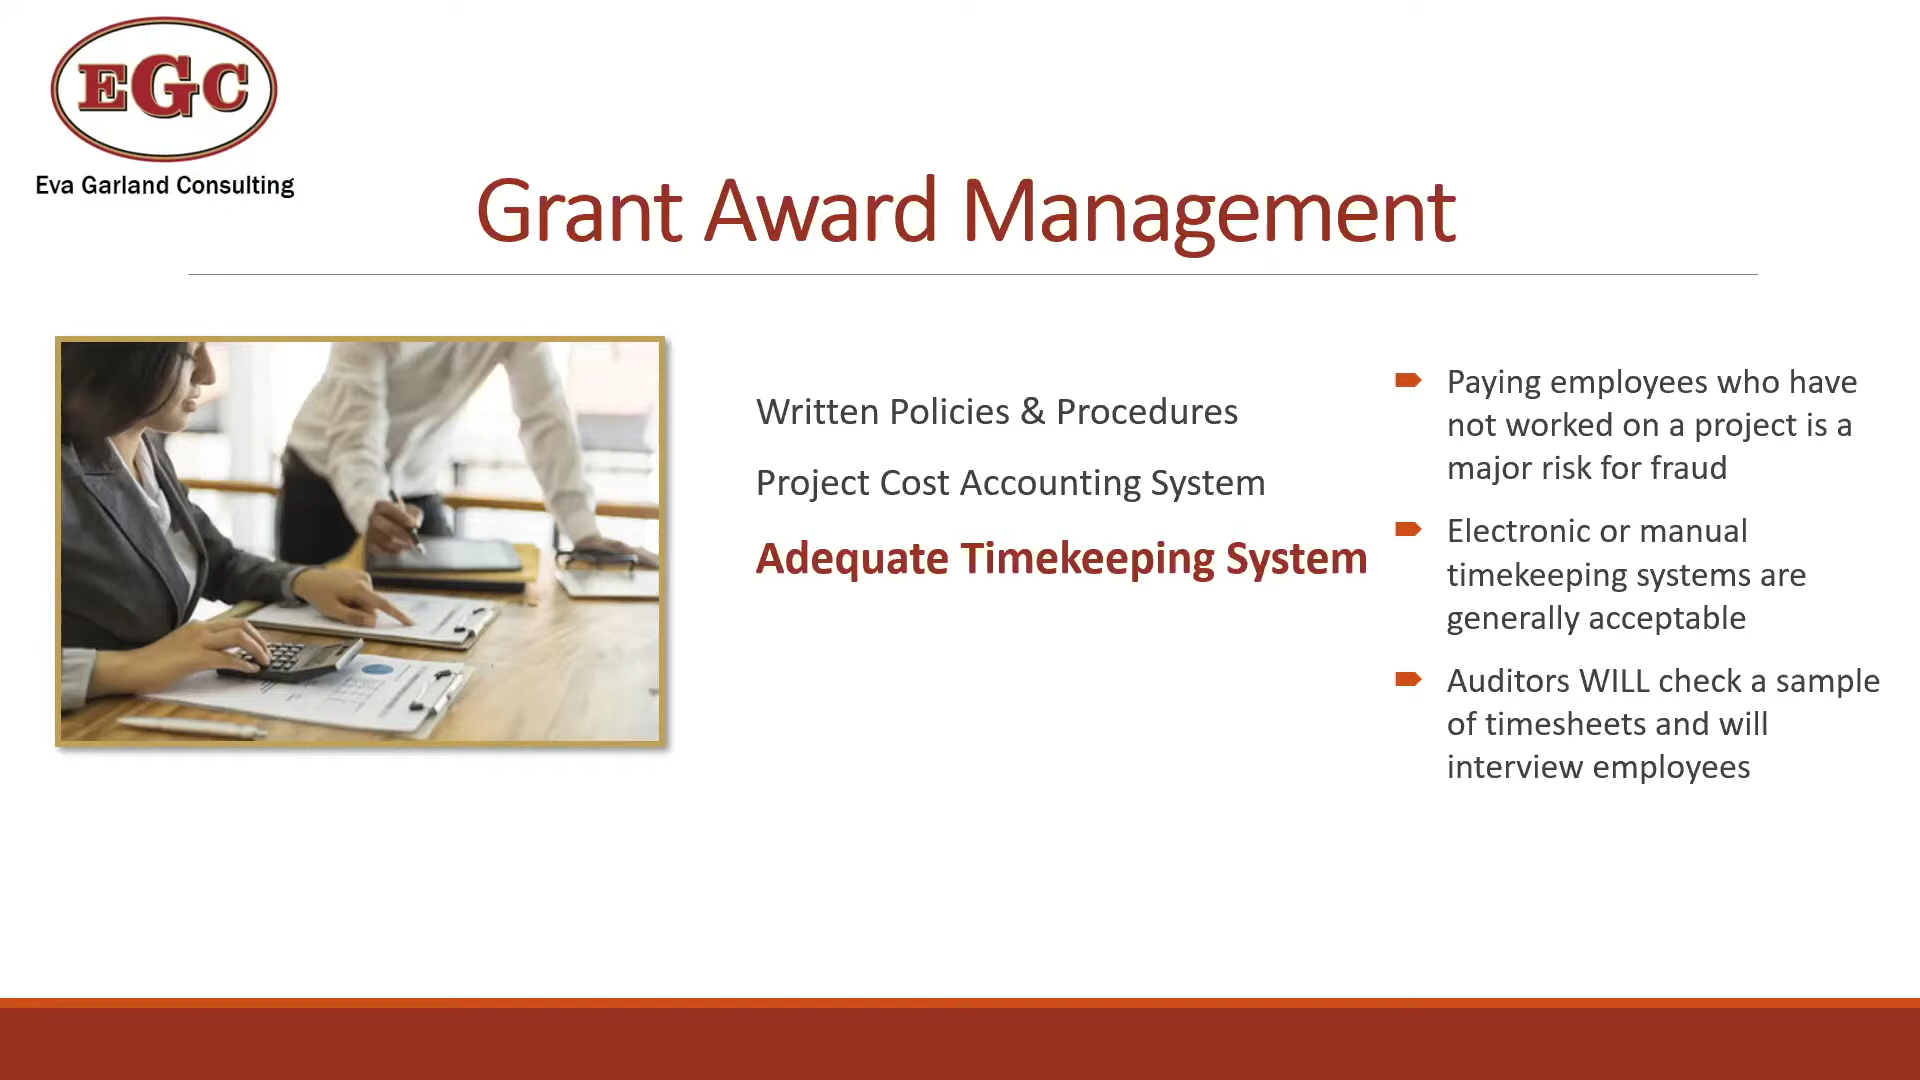 EGC
Eva Garland Consulting
Grant Award Management
Written Policies & Procedures
Project Cost Accounting System
Adequate Timekeeping System
Paying employees who have
not worked on a project is a
major risk for fraud
Electronic or manual
timekeeping systems are
generally acceptable
Auditors WILL check a sample
of timesheets and will
interview employees